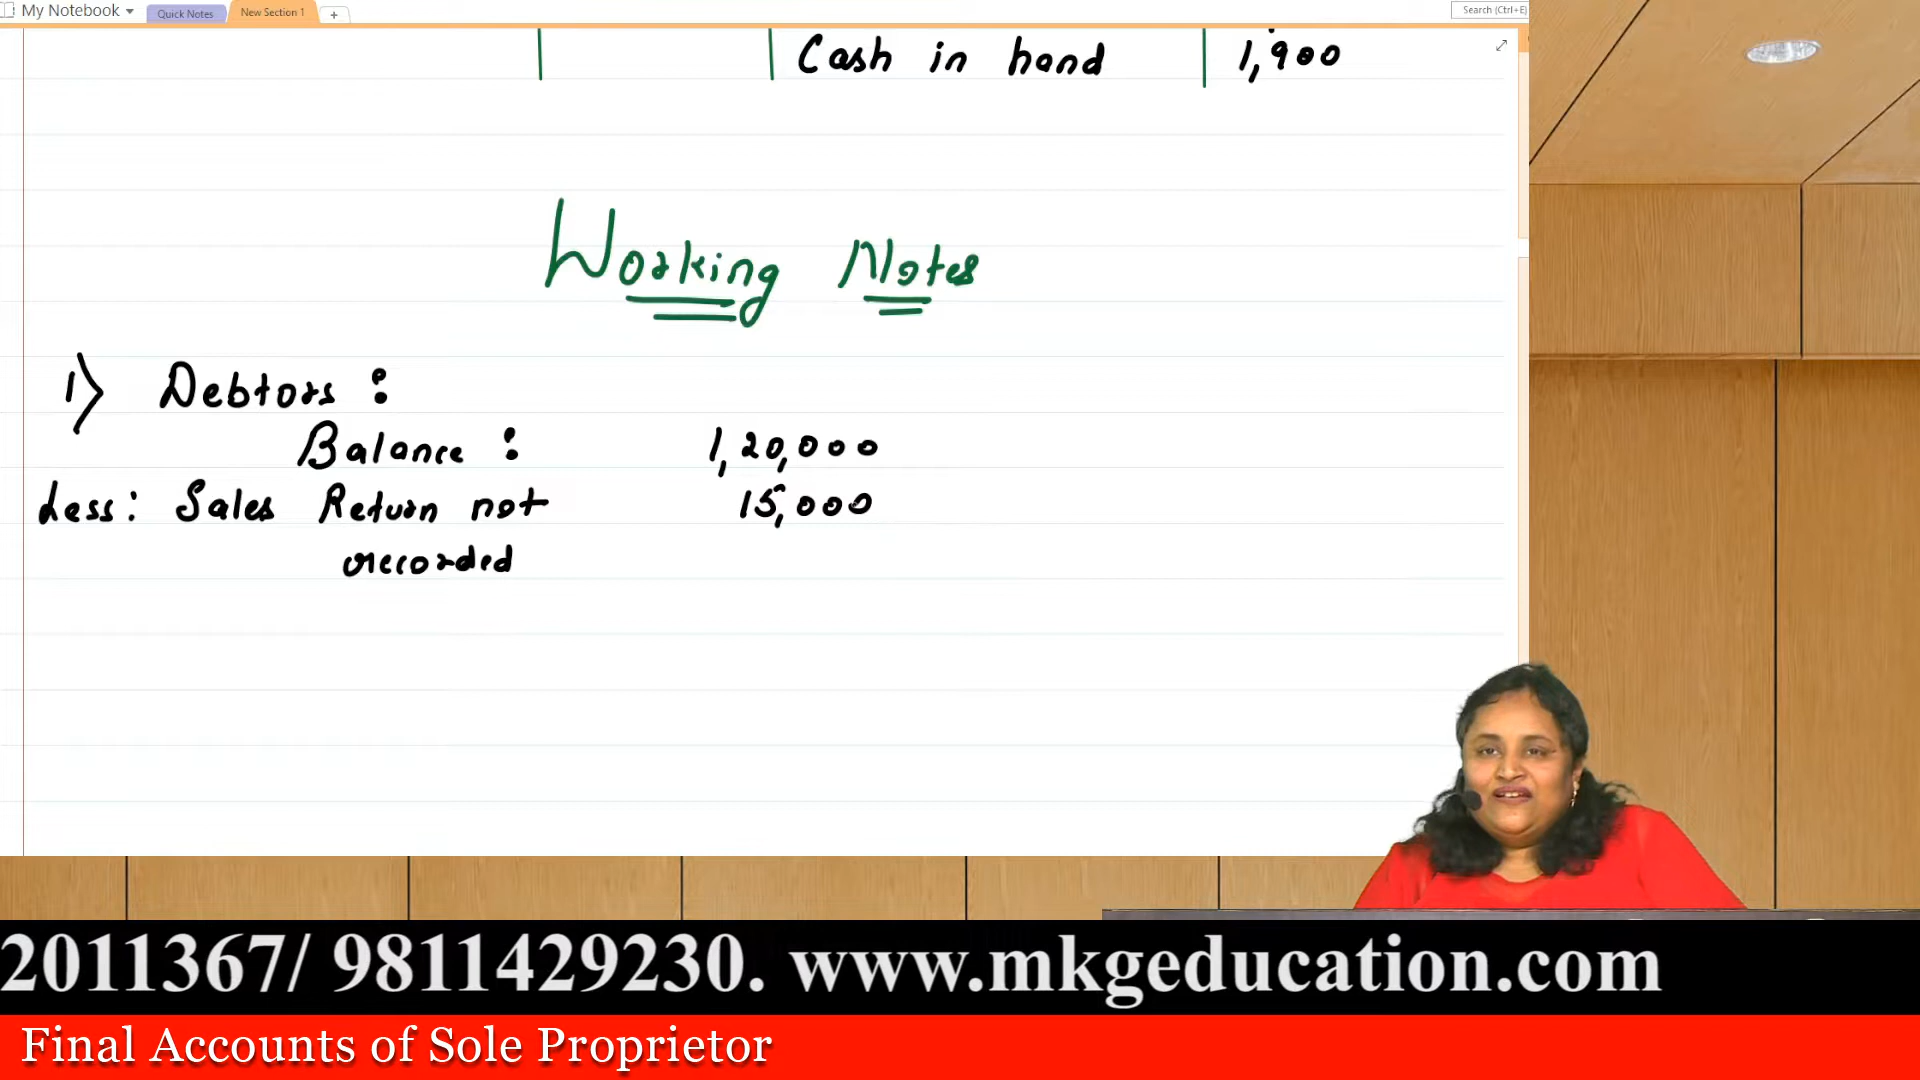 My Notebook
Quick Notes
New Section 1
+
Search (Ctrl+E)
Cash in hand 1,900
Working Notes
1) Debtors :
Balance : 1,20,000
Less: Sales Return not 15,000
recorded
2011367/ 9811429230. www.mkgeducation.com
Final Accounts of Sole Proprietor